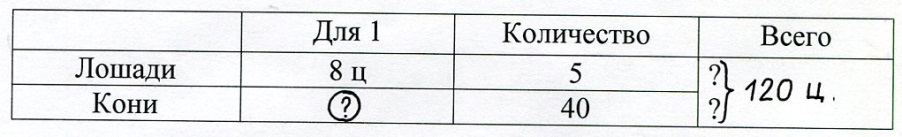 Для 1 Количество Всего
Лошади 8 ц 5 ?
Кони ? 40 ?
120 ц.